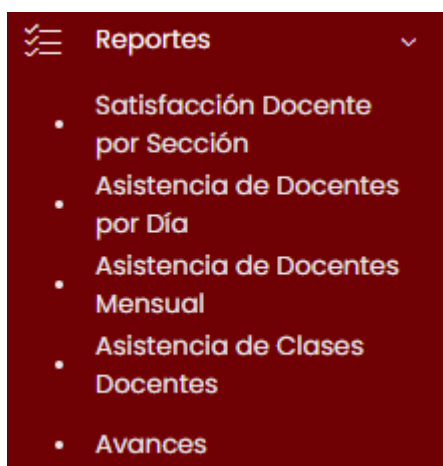 Reportes
Satisfacción Docente
por Sección
Asistencia de Docentes
por Día
Asistencia de Docentes
Mensual
Asistencia de Clases
Docentes
Avances